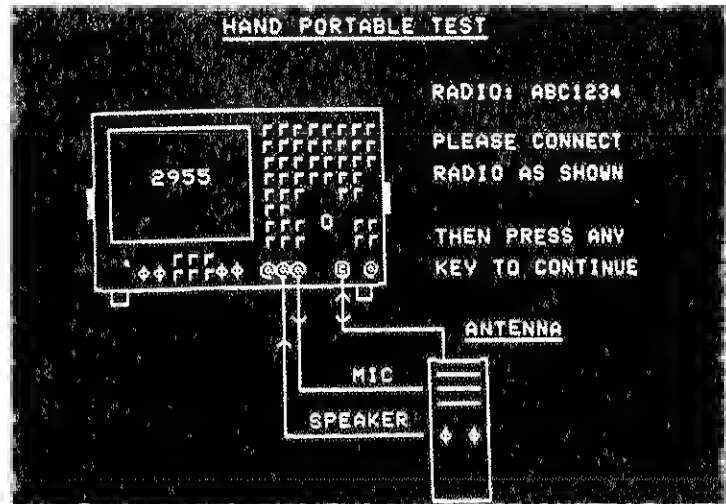 HAND PORTABLE TEST
RADIO: ABC1234
PLEASE CONNECT
RADIO AS SHOWN
2955
THEN PRESS ANY
KEY TO CONTINUE
ANTENNA
MIC
SPEAKER